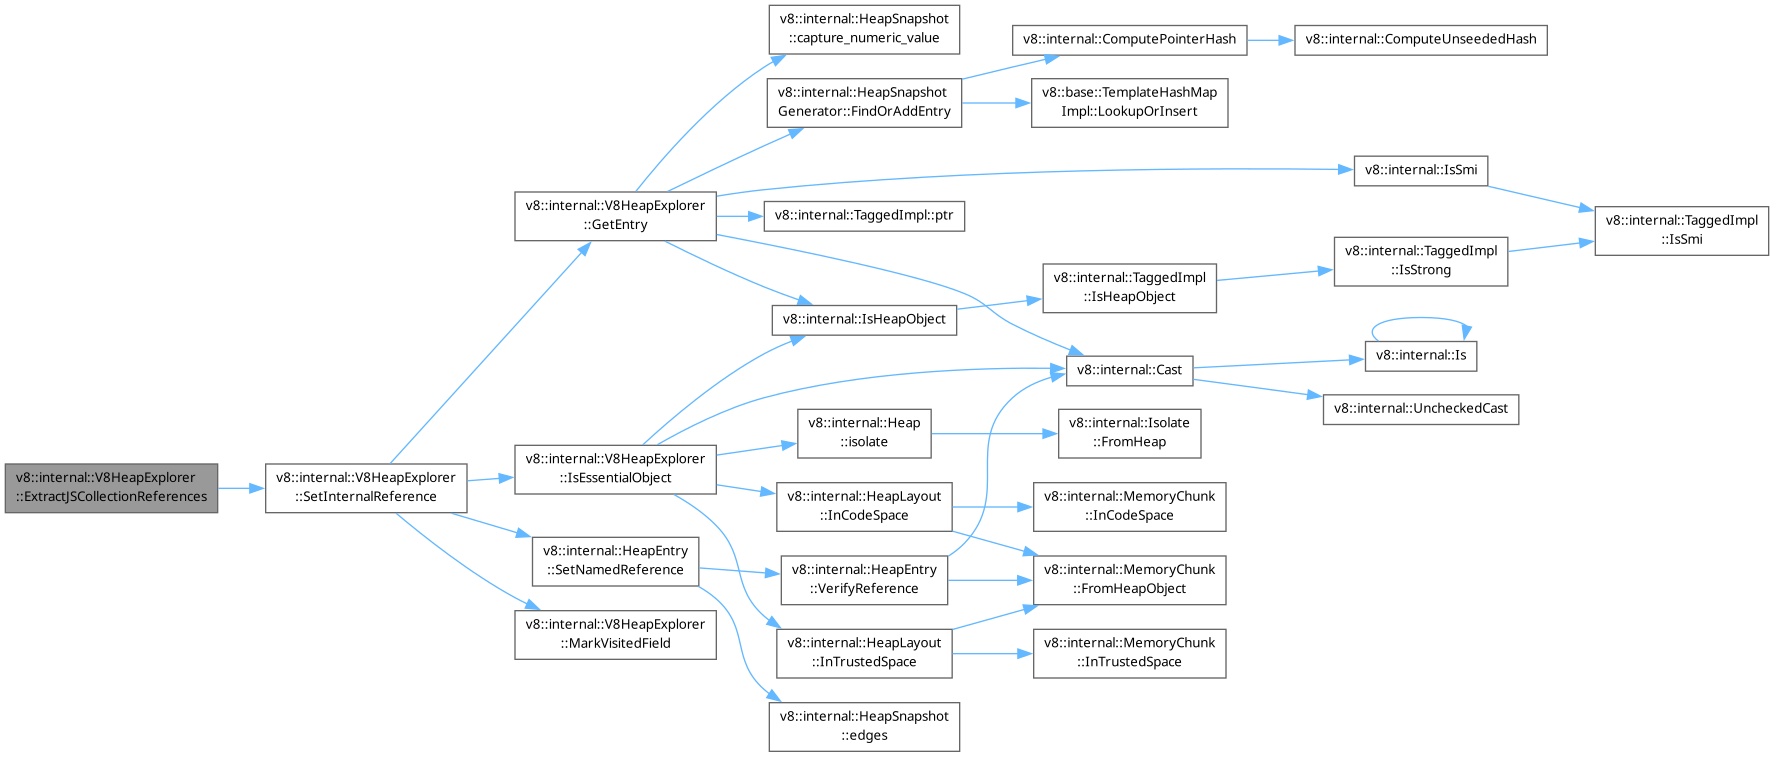 v8::internal::V8HeapExplorer
::ExtractJSCollectionReferences
v8::internal::V8HeapExplorer
::SetInternalReference
v8::internal::V8HeapExplorer
::GetEntry
v8::internal::HeapSnapshot
::capture_numeric_value
v8::internal::HeapSnapshot
Generator::FindOrAddEntry
v8::internal::ComputePointerHash
v8::internal::ComputeUnseededHash
v8::base::TemplateHashMap
Impl::LookupOrInsert
v8::internal::IsSmi
v8::internal::TaggedImpl
::IsSmi
v8::internal::TaggedImpl::ptr
v8::internal::IsHeapObject
v8::internal::TaggedImpl
::IsHeapObject
v8::internal::TaggedImpl
::IsStrong
v8::internal::Cast
v8::internal::Is
v8::internal::UncheckedCast
v8::internal::V8HeapExplorer
::IsEssentialObject
v8::internal::Heap
::isolate
v8::internal::Isolate
::FromHeap
v8::internal::HeapLayout
::InCodeSpace
v8::internal::MemoryChunk
::InCodeSpace
v8::internal::MemoryChunk
::FromHeapObject
v8::internal::HeapLayout
::InTrustedSpace
v8::internal::MemoryChunk
::InTrustedSpace
v8::internal::HeapEntry
::SetNamedReference
v8::internal::HeapEntry
::VerifyReference
v8::internal::HeapSnapshot
::edges
v8::internal::V8HeapExplorer
::MarkVisitedField